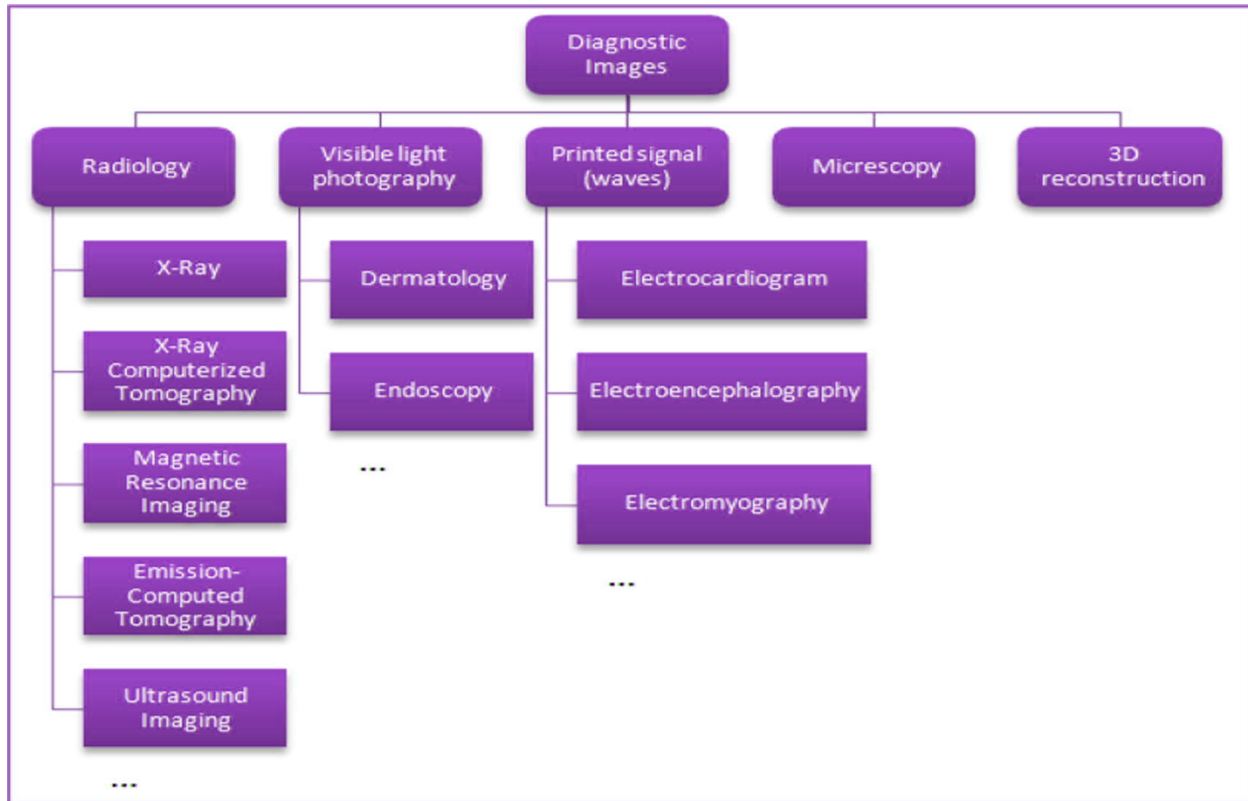 Diagnostic
Images
Radiology
Visible light
photography
Printed signal
(waves)
Micrescopy
3D
reconstruction
X-Ray
X-Ray
Computerized
Tomography
Magnetic
Resonance
Imaging
Emission-
Computed
Tomography
Ultrasound
Imaging
...
Dermatology
Endoscopy
...
Electrocardiogram
Electroencephalography
Electromyography
...